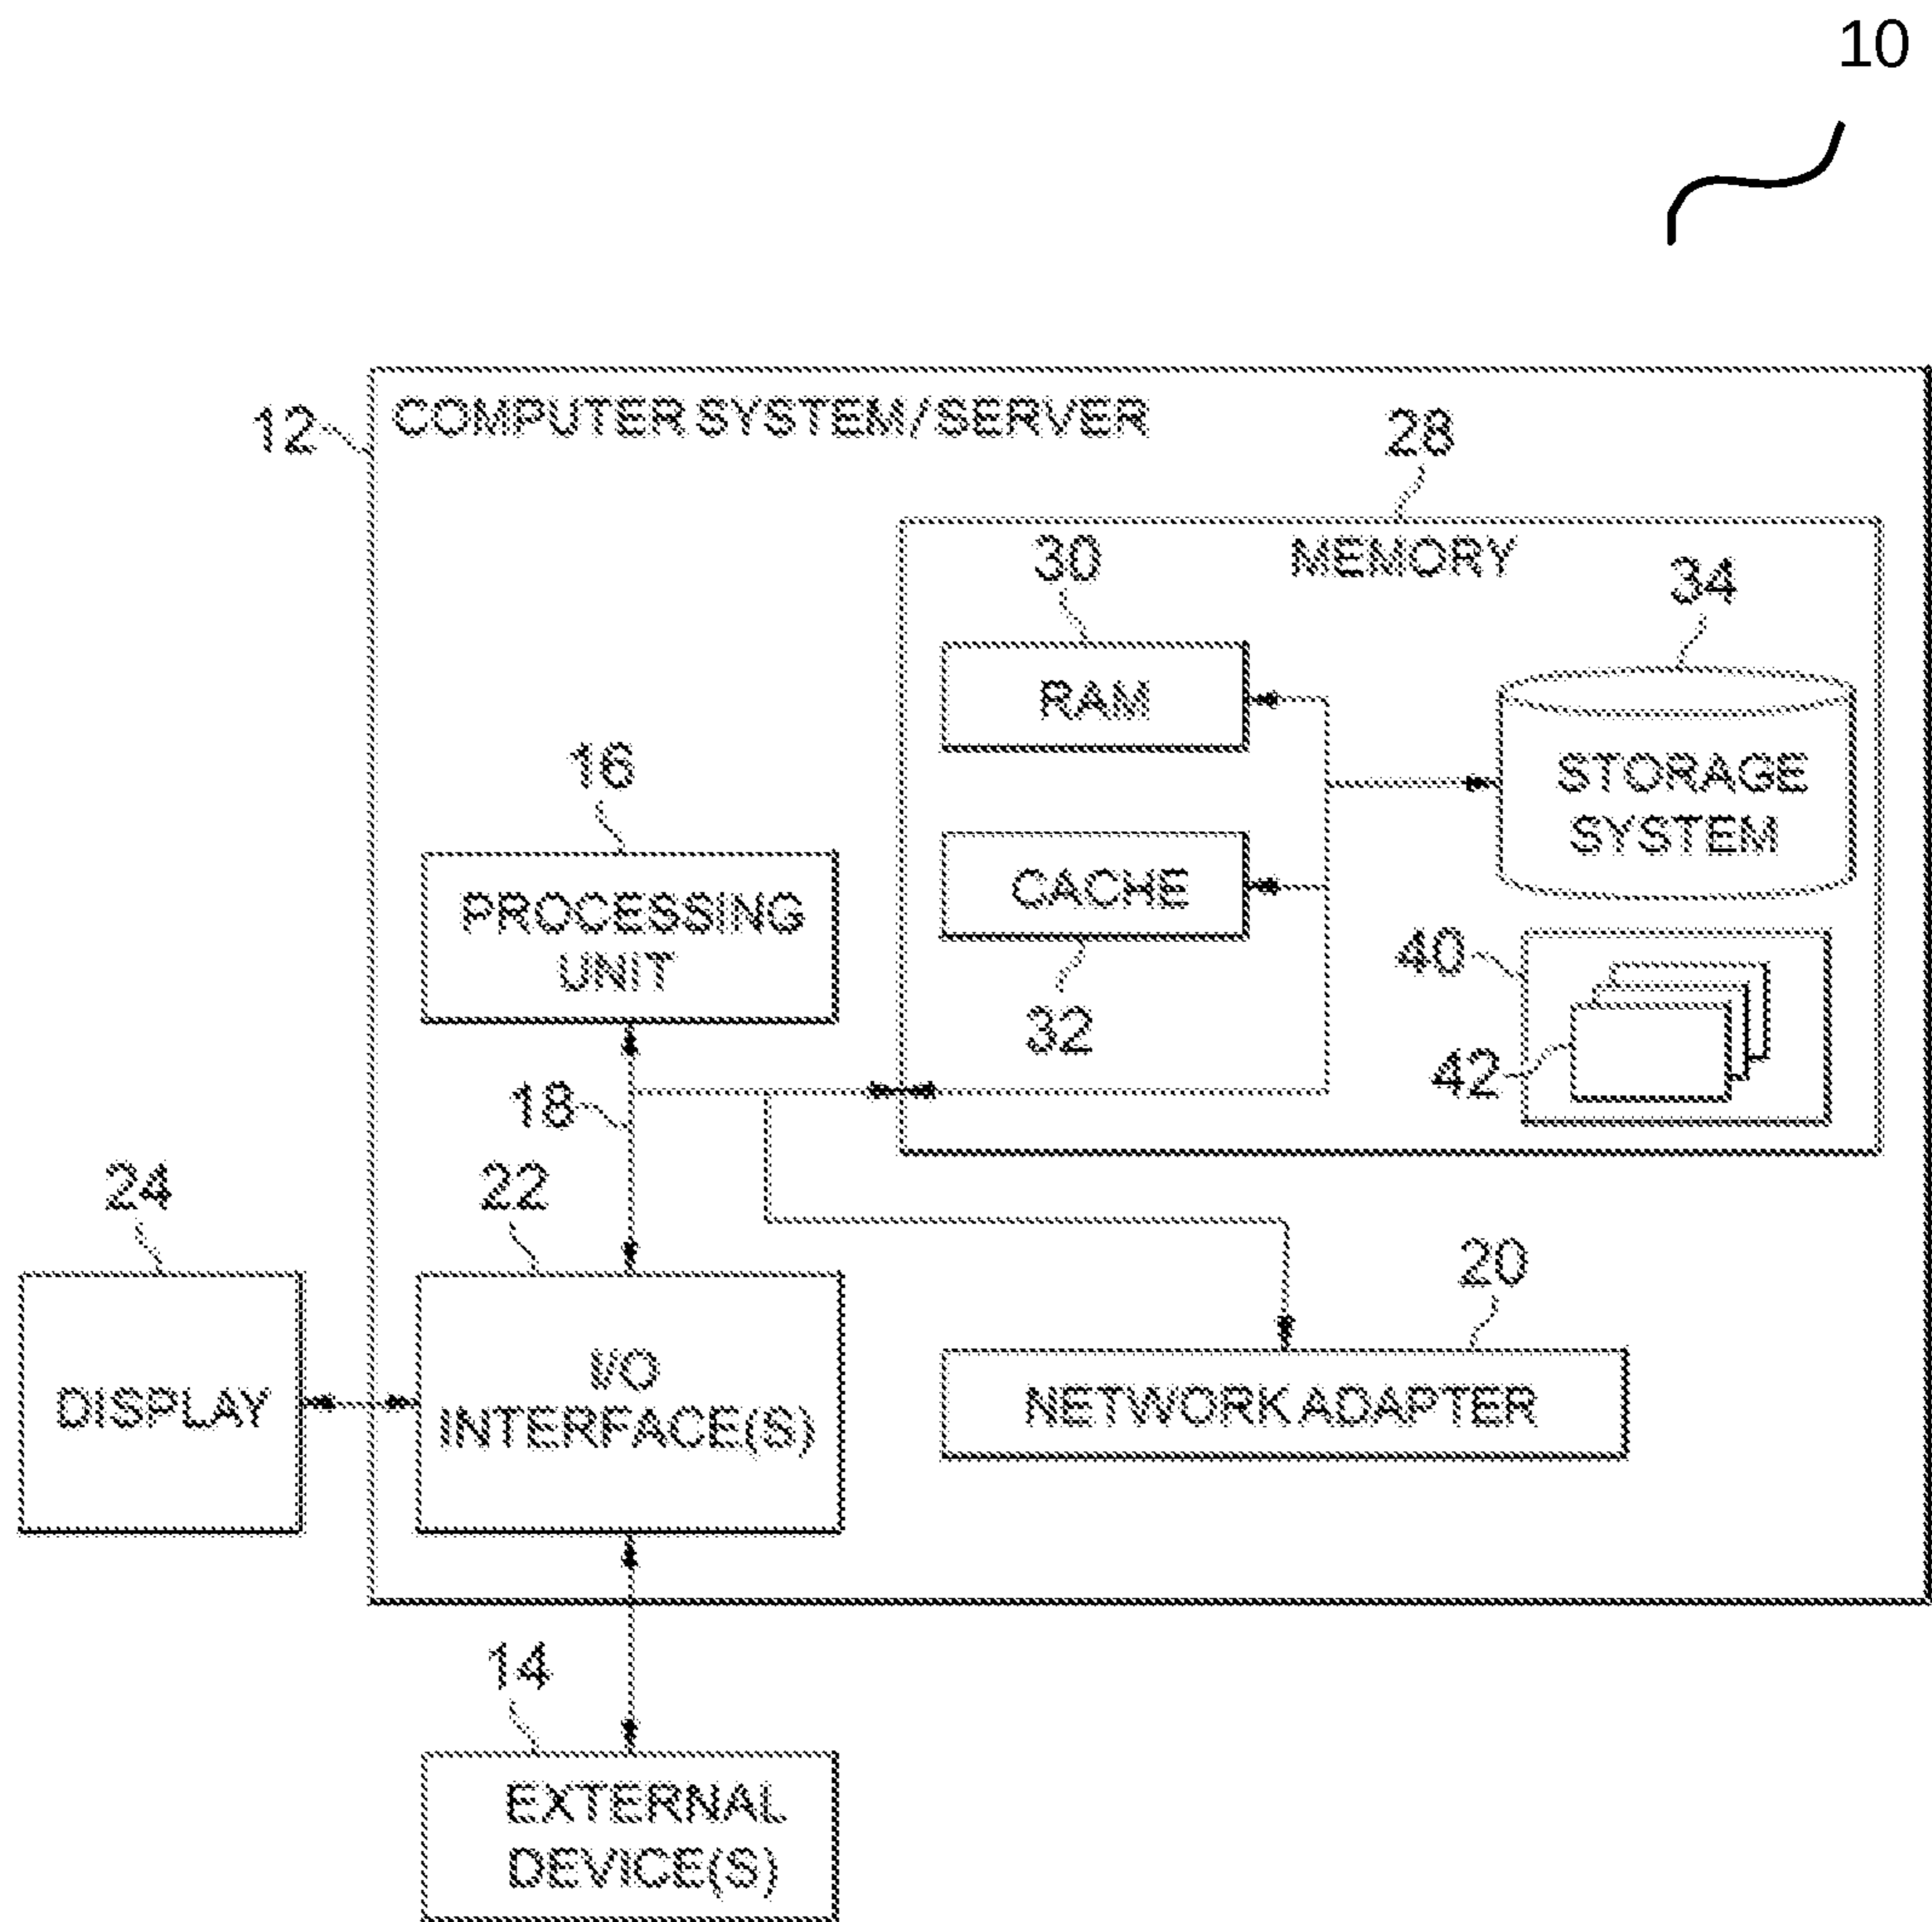 10
12
COMPUTER SYSTEM / SERVER
28
30
MEMORY
34
RAM
16
STORAGE
SYSTEM
CACHE
PROCESSING
UNIT
40
32
42
18
24
22
20
I/O
INTERFACE(S)
DISPLAY
NETWORK ADAPTER
14
EXTERNAL
DEVICE(S)